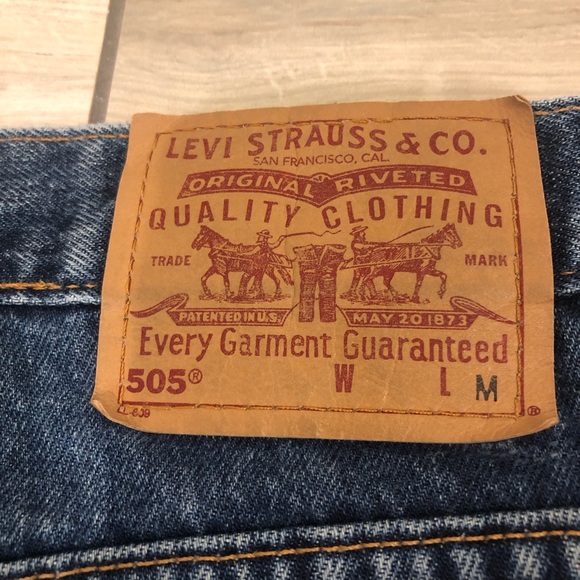 LEVI STRAUSS & CO.
SAN FRANCISCO, CAL.
ORIGINAL RIVETED
QUALITY CLOTHING
TRADE MARK
PATENTED IN U.S. MAY 20 1873
Every Garment Guaranteed
505® W L M
®